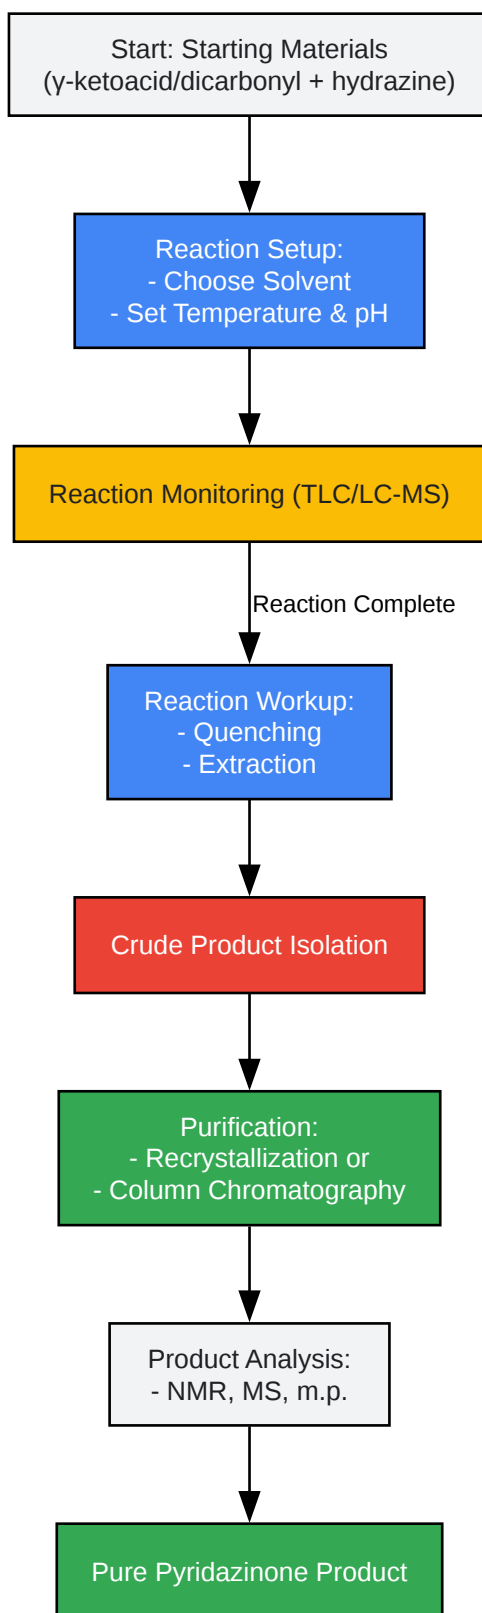 Start: Starting Materials
(γ-ketoacid/dicarbonyl + hydrazine)
Reaction Setup:
- Choose Solvent
- Set Temperature & pH
Reaction Monitoring (TLC/LC-MS)
Reaction Complete
Reaction Workup:
- Quenching
- Extraction
Crude Product Isolation
Purification:
- Recrystallization or
- Column Chromatography
Product Analysis:
- NMR, MS, m.p.
Pure Pyridazinone Product